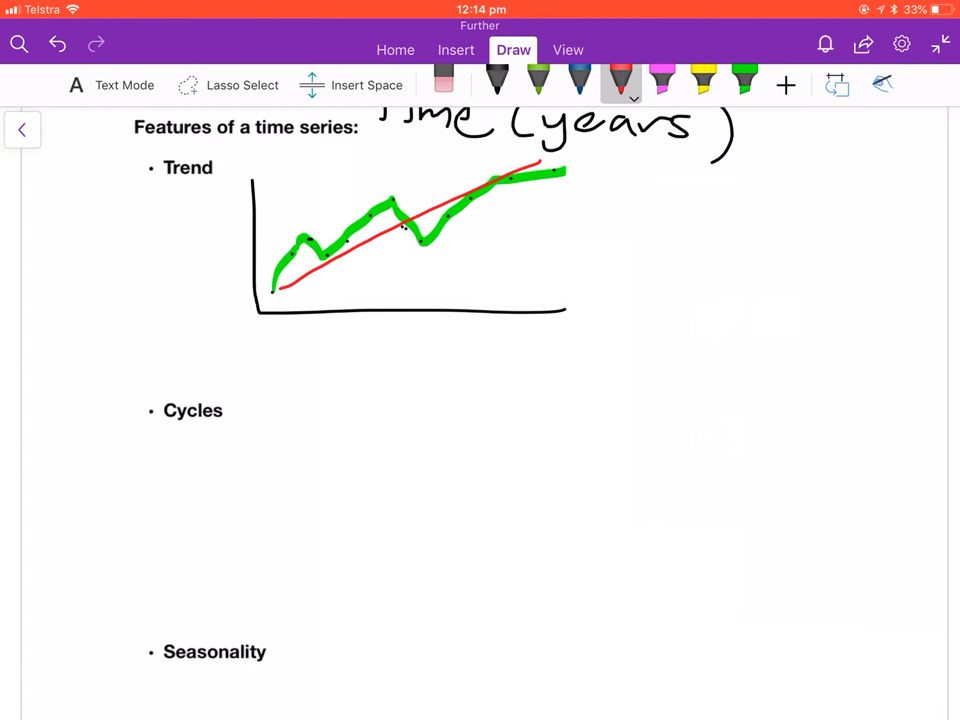 Telstra 12:14 pm 33%
Further
Home Insert Draw View
A Text Mode Lasso Select Insert Space
Time (years)
Features of a time series:
• Trend
• Cycles
• Seasonality